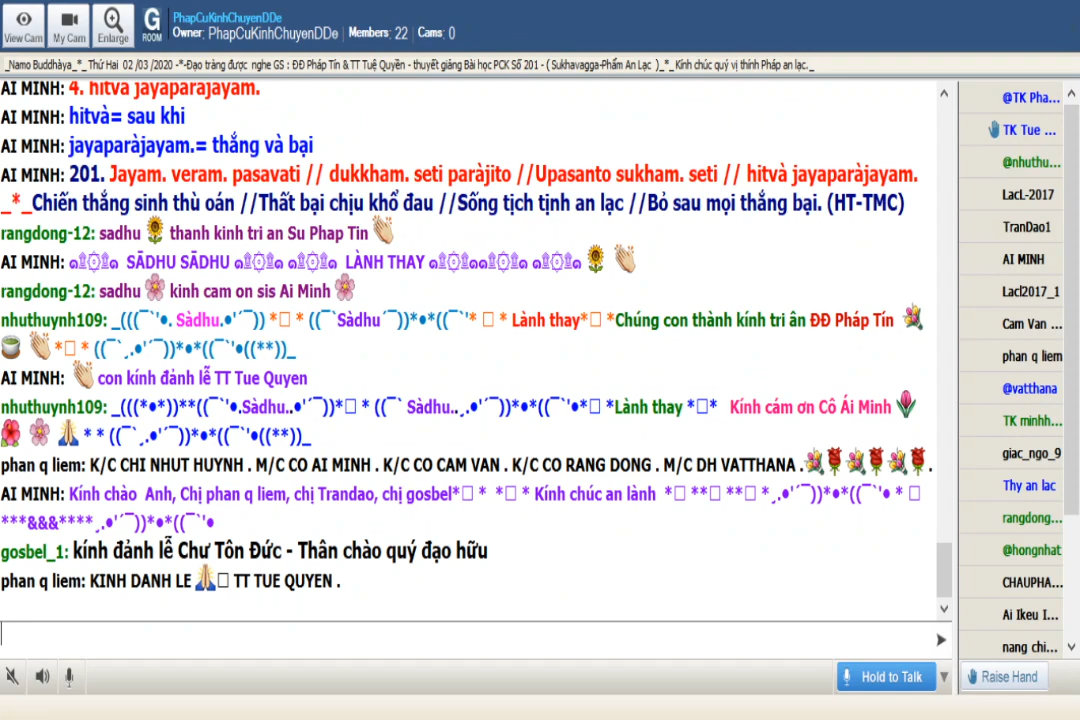 PhapCuKinhChuyenDDe
Owner: PhapCuKinhChuyenDDe | Members: 22 | Cams: 0
View Cam My Cam Enlarge G ROOM
_Namo Buddhàya_*_ Thứ Hai 02 /03 /2020 -*-Đạo tràng được nghe GS : ĐĐ Pháp Tín & TT Tuệ Quyền - thuyết giảng Bài học PCK Số 201 - ( Sukhavagga-Phẩm An Lạc )_*_Kính chúc quý vị thính Pháp an lạc._
AI MINH: 4. hitvà jayaparàjayam.
AI MINH: hitvà= sau khi
AI MINH: jayaparàjayam.= thắng và bại
AI MINH: 201. Jayam. veram. pasavati // dukkham. seti paràjito //Upasanto sukham. seti // hitvà jayaparàjayam.
_*_Chiến thắng sinh thù oán //Thất bại chịu khổ đau //Sống tịch tịnh an lạc //Bỏ sau mọi thắng bại. (HT-TMC)
rangdong-12: sadhu 🌻 thanh kinh tri an Su Phap Tin 👏
AI MINH: SĀDHU SĀDHU LÀNH THAY 🌻 👏
rangdong-12: sadhu 🌸 kinh cam on sis Ai Minh 🌸
nhuthuynh109: _(((¯`'•. Sàdhu.•'´¯)) *□ * ((¯`Sàdhu´¯))*•*((¯`'* □ * Lành thay*□ *Chúng con thành kính tri ân ĐĐ Pháp Tín 💐
🍵 👏 *□ * ((¯`¸.•'´¯))*•*((¯`'•((**))_
AI MINH: 👏 con kính đảnh lễ TT Tue Quyen
nhuthuynh109: _(((*•*))**((¯`'•.Sàdhu..•'´¯))*□ * ((¯` Sàdhu..¸.•'´¯))*•*((¯`'•*□ *Lành thay *□* Kính cám ơn Cô Ái Minh 🌷
🌺 🌸 🙏 * * ((¯`¸.•'´¯))*•*((¯`'•((**))_
phan q liem: K/C CHI NHUT HUYNH . M/C CO AI MINH . K/C CO CAM VAN . K/C CO RANG DONG . M/C DH VATTHANA .💐🌹💐🌹💐🌹.
AI MINH: Kính chào Anh, Chị phan q liem, chị Trandao, chị gosbel*□ * *□ * Kính chúc an lành *□ **□ **□ *¸.•'´¯))*•*((¯`'• * □
***&&&****¸.•'´¯))*•*((¯`'•
gosbel_1: kính đảnh lễ Chư Tôn Đức - Thân chào quý đạo hữu
phan q liem: KINH DANH LE 🙏□ TT TUE QUYEN .
@TK Pha...
TK Tue ...
@nhuthu...
LacL-2017
TranDao1
AI MINH
Lacl2017_1
Cam Van ...
phan q liem
@vatthana
TK minhh...
giac_ngo_9
Thy an lac
rangdong...
@hongnhat
CHAUPHA...
Ai Ikeu I...
nang chi...
Hold to Talk
Raise Hand